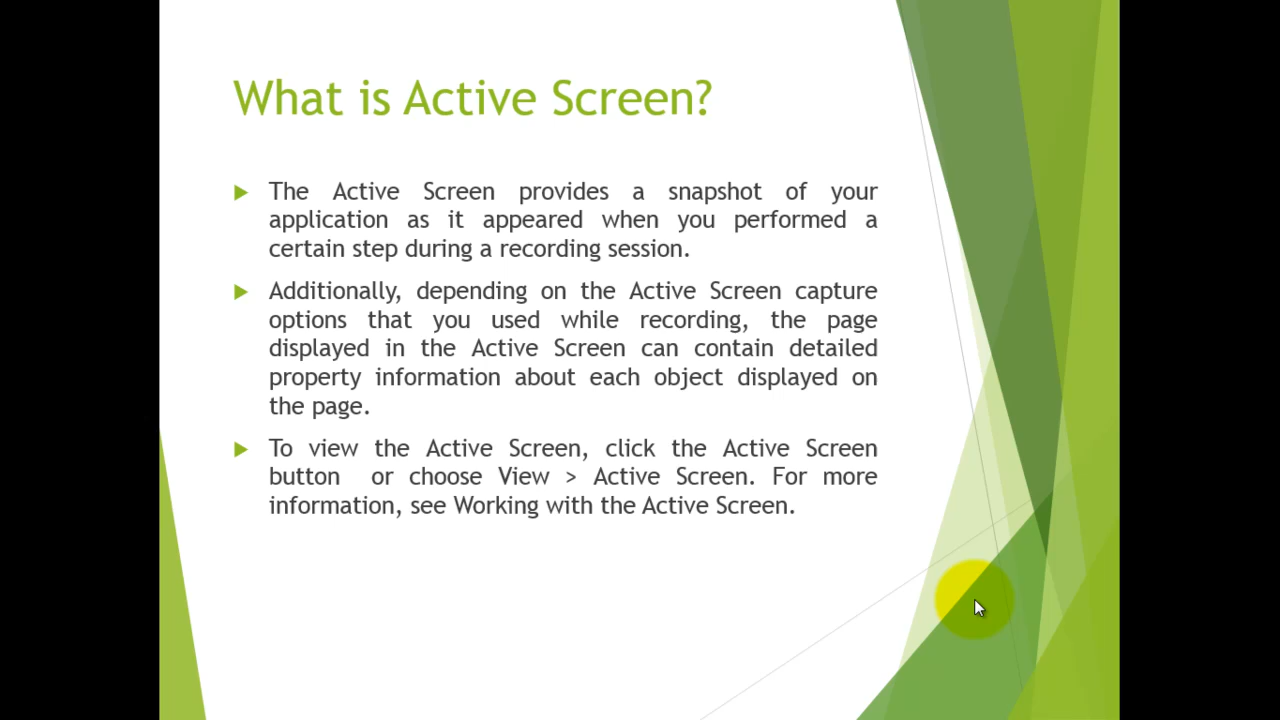 What is Active Screen?
The Active Screen provides a snapshot of your
application as it appeared when you performed a
certain step during a recording session.
Additionally, depending on the Active Screen capture
options that you used while recording, the page
displayed in the Active Screen can contain detailed
property information about each object displayed on
the page.
To view the Active Screen, click the Active Screen
button or choose View > Active Screen. For more
information, see Working with the Active Screen.